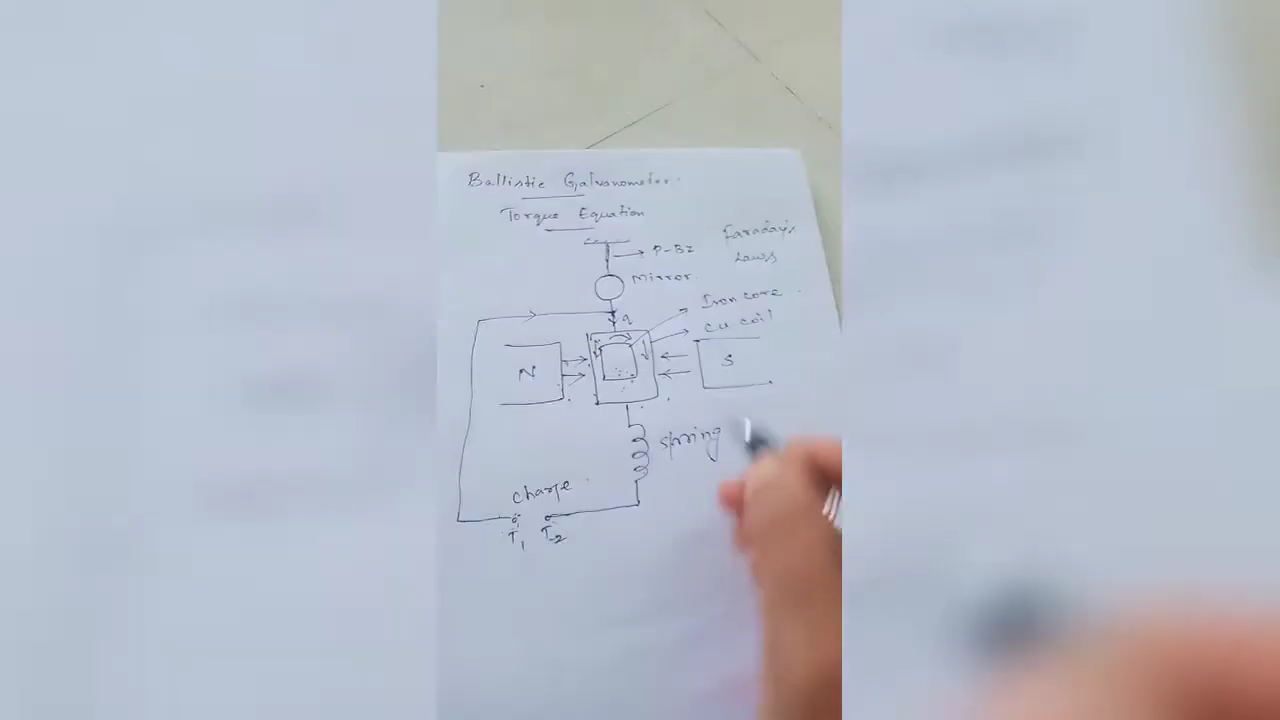 Ballistic Galvanometer.
Torque Equation
P-BZ
Faraday's
Laws
Mirror.
Iron core
q
Cu coil
N
S
Spring
Charge
T1 T2